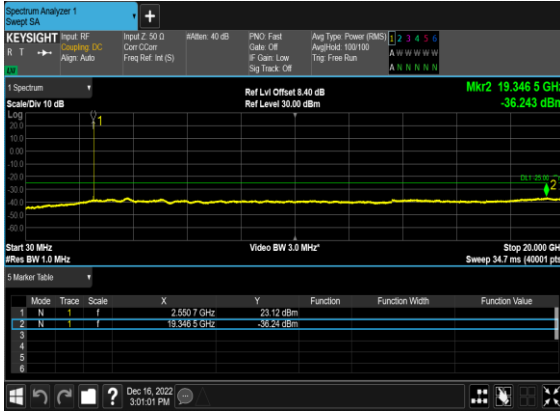 Spectrum Analyzer 1
Swept SA
+
KEYSIGHT
R T
Input: RF
Coupling: DC
Align: Auto
Input Z: 50 Ω
Corr CCorr
Freq Ref: Int (S)
#Atten: 40 dB
PNO: Fast
Gate: Off
IF Gain: Low
Sig Track: Off
Avg Type: Power (RMS)
Avg|Hold: 100/100
Trig: Free Run
1 2 3 4 5 6
A W W W W W
A N N N N N
1 Spectrum
Scale/Div 10 dB
Ref Lvl Offset 8.40 dB
Ref Level 30.00 dBm
Mkr2 19.346 5 GHz
-36.243 dBm
Log
20.0
10.0
0.00
-10.0
-20.0
-30.0
-40.0
-50.0
-60.0
1
2
Start 30 MHz
#Res BW 1.0 MHz
Video BW 3.0 MHz*
Stop 20.000 GH
Sweep 34.7 ms (40001 pts
5 Marker Table
Mode Trace Scale X Y Function Function Width Function Value
1 N 1 f 2.550 7 GHz 23.12 dBm
2 N 1 f 19.346 5 GHz -36.24 dBm
3
4
5
6
?
Dec 16, 2022
3:01:01 PM